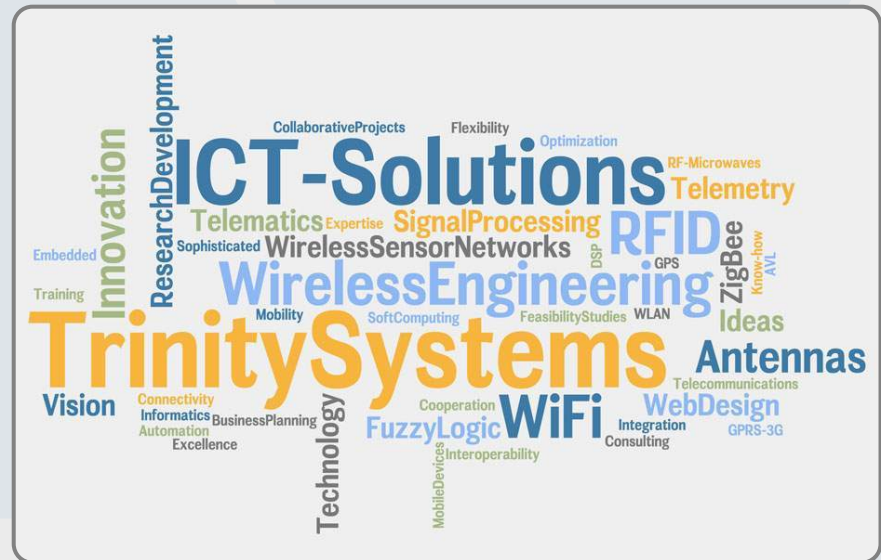 ResearchDevelopment
Innovation
CollaborativeProjects
Flexibility
Optimization
ICT-Solutions
RF-Microwaves
Telemetry
Telematics
Expertise
SignalProcessing
RFID
Embedded
Sophisticated
WirelessSensorNetworks
DSP
GPS
ZigBee
Know-how
AVL
WirelessEngineering
Training
Mobility
SoftComputing
FeasibilityStudies
WLAN
Ideas
TrinitySystems
Antennas
Telecommunications
Vision
Connectivity
Informatics
BusinessPlanning
Automation
Excellence
Technology
Cooperation
FuzzyLogic
WiFi
WebDesign
Integration
GPRS-3G
Consulting
MobileDevices
Interoperability